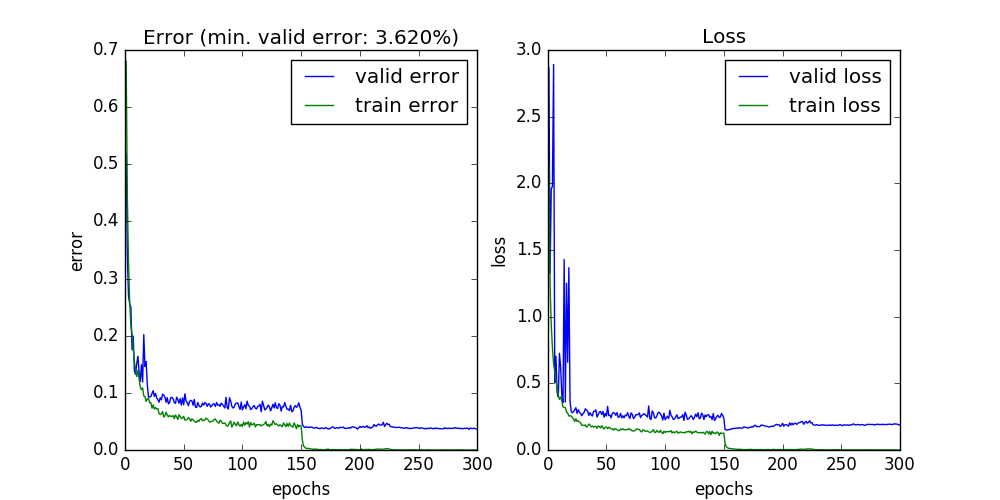 Error (min. valid error: 3.620%)
0.7
0.6
0.5
0.4
0.3
0.2
0.1
0.0
error
valid error
train error
0 50 100 150 200 250 300
epochs
Loss
3.0
2.5
2.0
1.5
1.0
0.5
0.0
loss
valid loss
train loss
0 50 100 150 200 250 300
epochs